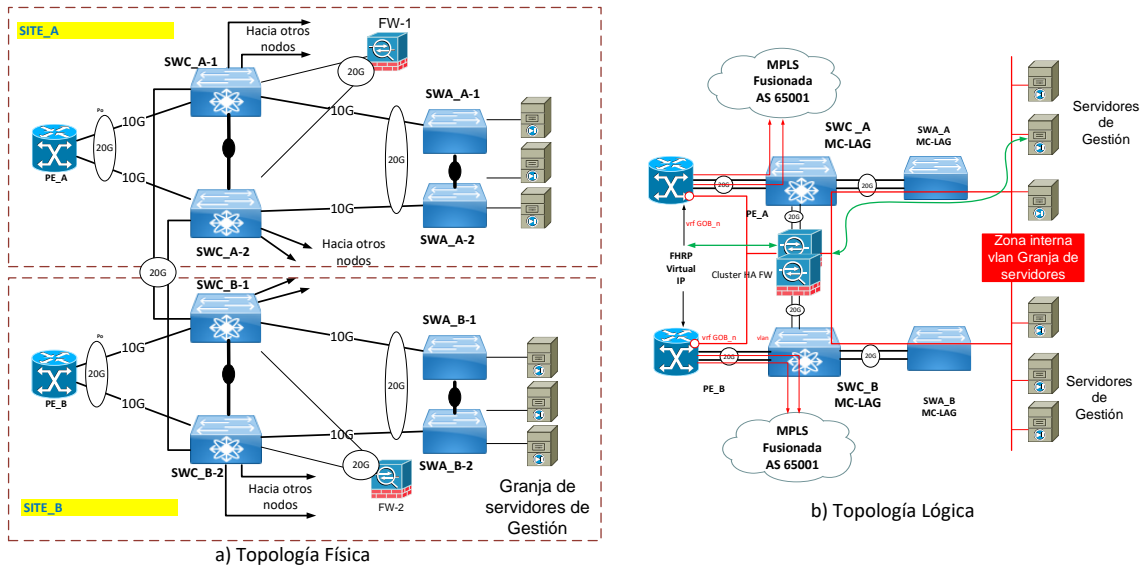 SITE_A
Hacia otros
nodos
FW-1
SWC_A-1
20G
10G
SWA_A-1
Po
10G
20G
PE_A
20G
10G
10G
SWA_A-2
SWC_A-2
Hacia otros
nodos
20G
SWC_B-1
10G
SWA_B-1
Po
10G
20G
PE_B
20G
10G
10G
SWA_B-2
SWC_B-2
20G
Hacia otros
nodos
FW-2
Granja de
servidores de
Gestión
SITE_B
a) Topología Física
MPLS
Fusionada
AS 65001
SWC _A
MC-LAG
SWA_A
MC-LAG
Servidores
de
Gestión
20G
20G
PE_A
vrf GOB_n
20G
FHRP
Virtual
IP
Cluster HA FW
Zona interna
vlan Granja de
servidores
20G
vrf GOB_n
vlan
20G
20G
PE_B
SWC_B
MC-LAG
SWA_B
MC-LAG
Servidores
de
Gestión
MPLS
Fusionada
AS 65001
b) Topología Lógica